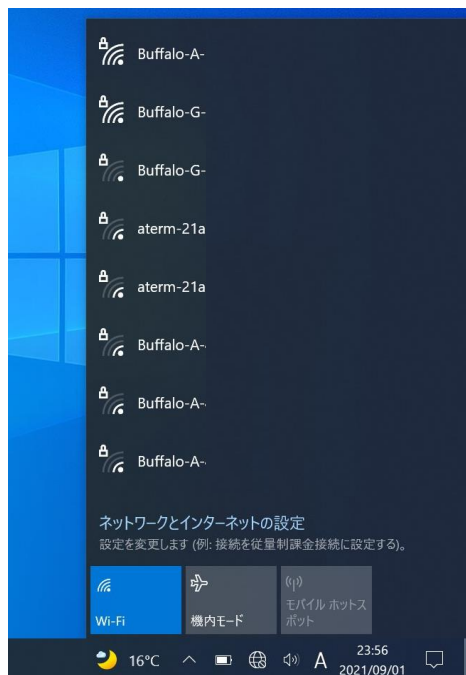 Buffalo-A-
Buffalo-G-
Buffalo-G-
aterm-21a
aterm-21a
Buffalo-A-
Buffalo-A-
Buffalo-A-
ネットワークとインターネットの設定
設定を変更します (例: 接続を従量制課金接続に設定する)。
Wi-Fi
機内モード
モバイル ホットス
ポット
16°C
A
23:56
2021/09/01